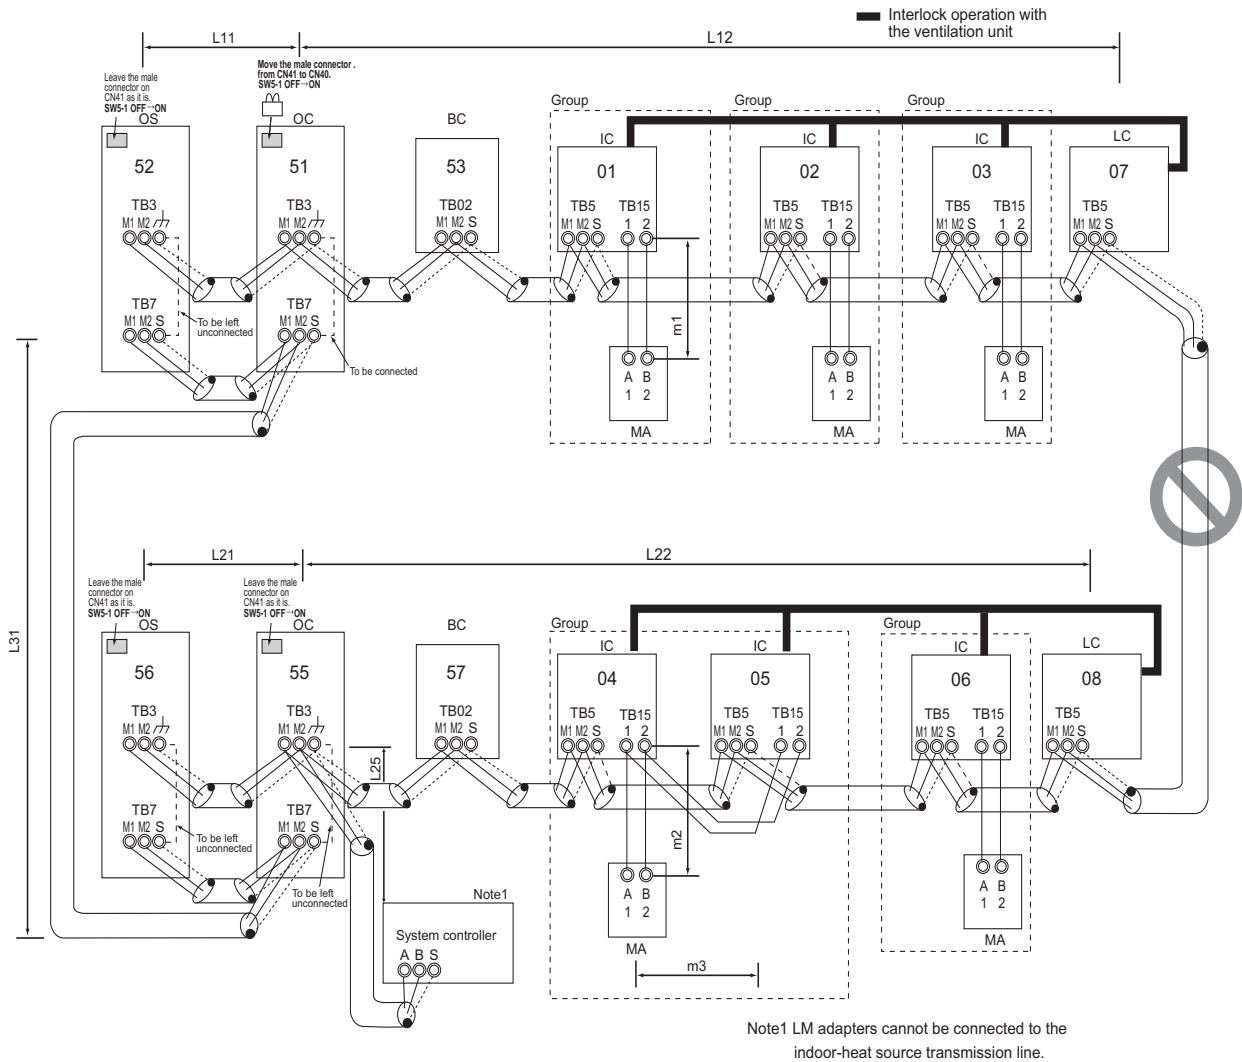 Interlock operation with
the ventilation unit
L11
L12
Leave the male
connector on
CN41 as it is.
SW5-1 OFF→ON
OS
Move the male connector .
from CN41 to CN40.
SW5-1 OFF→ON
OC
BC
Group
IC
Group
IC
Group
IC
LC
52
51
53
01
02
03
07
TB3
M1 M2
TB3
M1 M2
TB02
M1 M2 S
TB5
M1 M2 S
TB15
1 2
TB5
M1 M2 S
TB15
1 2
TB5
M1 M2 S
TB15
1 2
TB5
M1 M2 S
TB7
M1 M2 S
To be left
unconnected
TB7
M1 M2 S
To be connected
m1
A B
1 2
MA
A B
1 2
MA
A B
1 2
MA
L31
L21
L22
Leave the male
connector on
CN41 as it is.
SW5-1 OFF→ON
OS
Leave the male
connector on
CN41 as it is.
SW5-1 OFF→ON
OC
BC
Group
IC
IC
Group
IC
LC
56
55
57
04
05
06
08
TB3
M1 M2
TB3
M1 M2
TB02
M1 M2 S
TB5
M1 M2 S
TB15
1 2
TB5
M1 M2 S
TB15
1 2
TB5
M1 M2 S
TB15
1 2
TB5
M1 M2 S
L25
TB7
M1 M2 S
To be left
unconnected
TB7
M1 M2 S
To be left
unconnected
m2
A B
1 2
MA
A B
1 2
MA
Note1
System controller
A B S
m3
Note1 LM adapters cannot be connected to the
indoor-heat source transmission line.